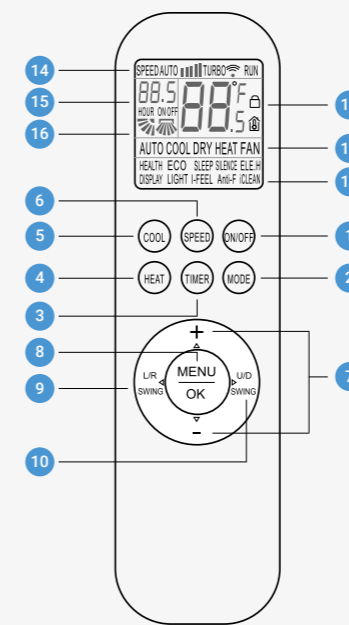 14
SPEED AUTO TURBO RUN
15
88.5 88.5 °F
HOUR ON OFF
16
AUTO COOL DRY HEAT FAN
HEALTH ECO SLEEP SILENCE ELE.H
DISPLAY LIGHT I-FEEL Anti-F iCLEAN
6
5 COOL SPEED ON/OFF
4 HEAT TIMER MODE 2
3
+
8
7
9 L/R SWING MENU OK U/D SWING
-
10